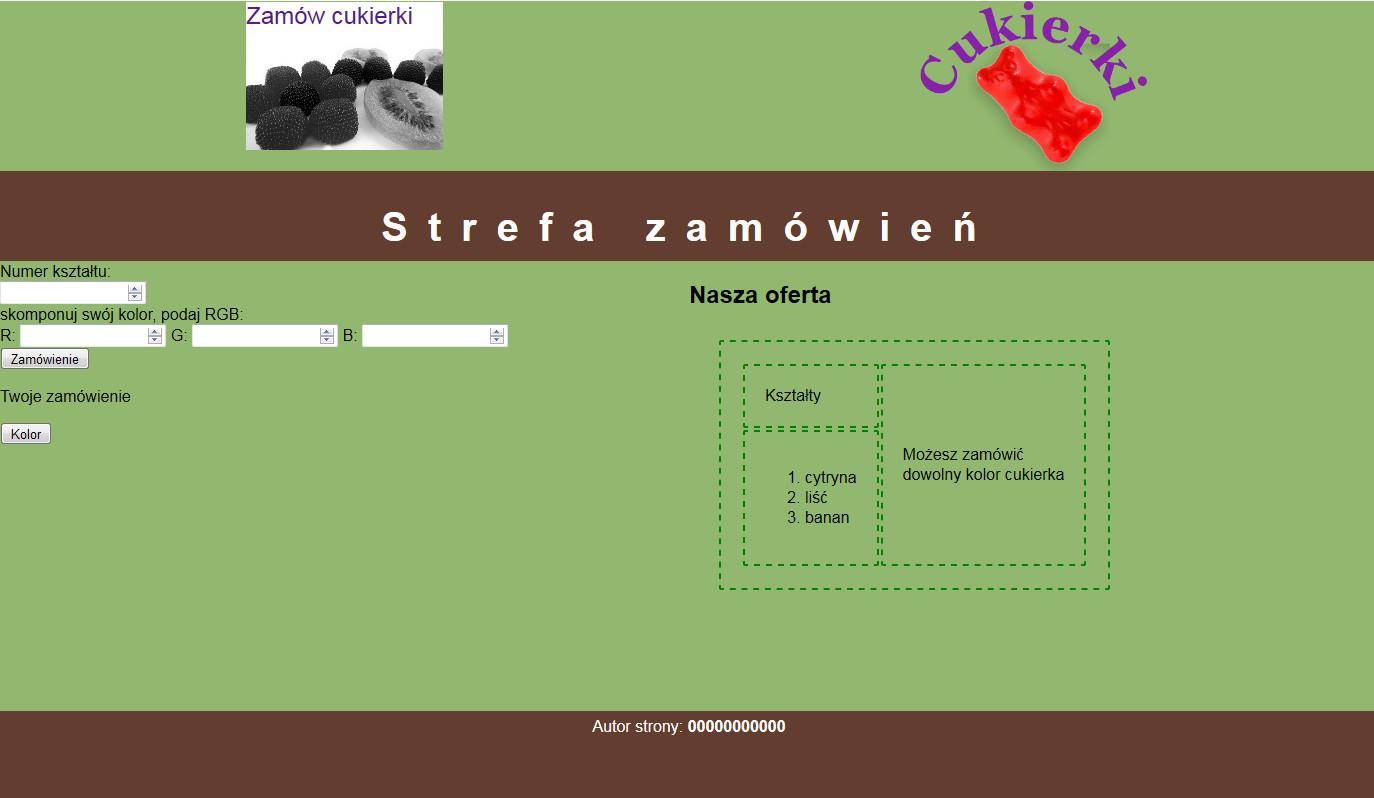 Zamów cukierki
Cukierki
Strefa zamówień
Numer kształtu:
skomponuj swój kolor, podaj RGB:
R: G: B:
Zamówienie
Twoje zamówienie
Kolor
Nasza oferta
Kształty
1. cytryna
2. liść
3. banan
Możesz zamówić
dowolny kolor cukierka
Autor strony: 00000000000